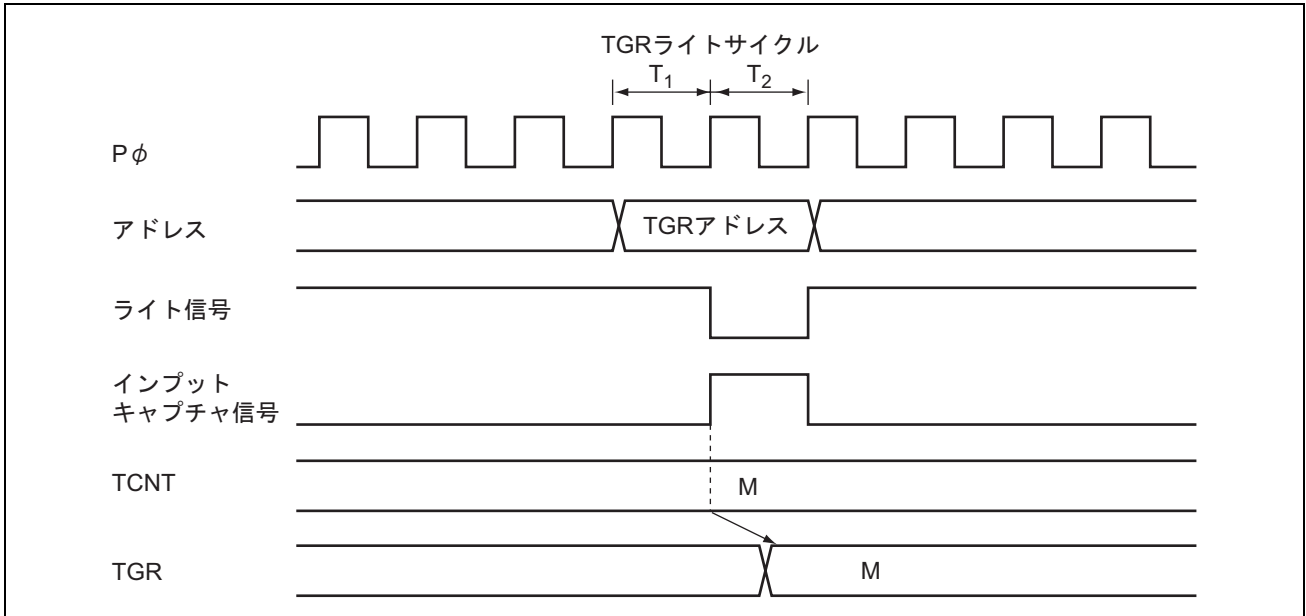 TGRライトサイクル
T1 T2
Pφ
アドレス
TGRアドレス
ライト信号
インプット
キャプチャ信号
TCNT
M
TGR
M